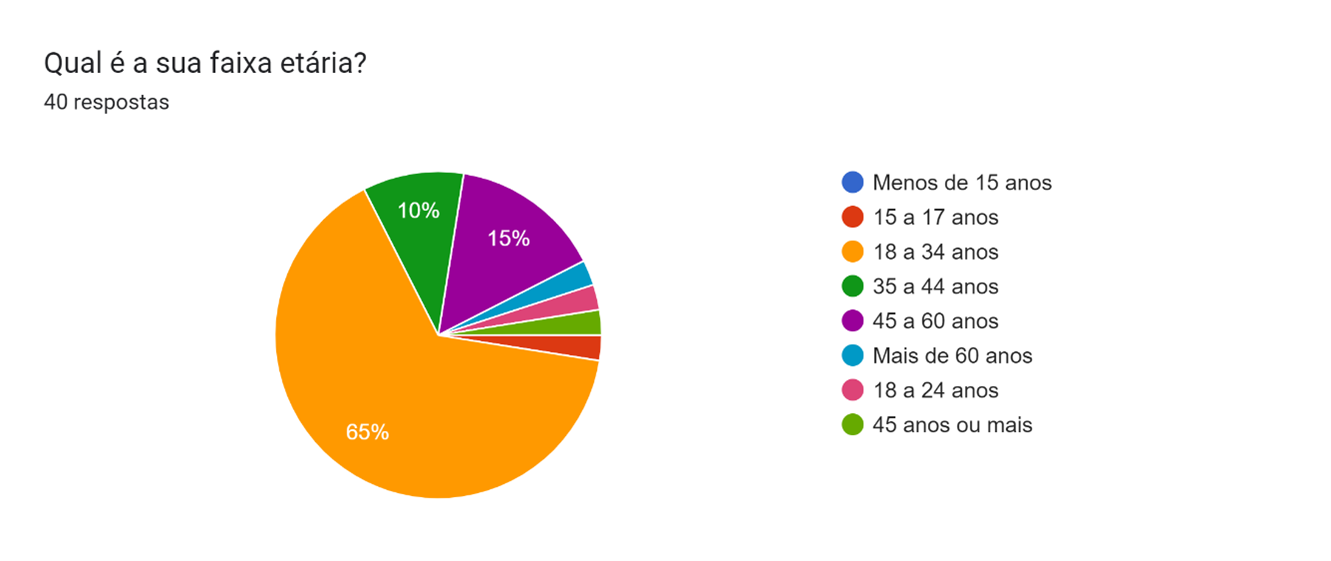 Qual é a sua faixa etária?
40 respostas
10%
15%
65%
Menos de 15 anos
15 a 17 anos
18 a 34 anos
35 a 44 anos
45 a 60 anos
Mais de 60 anos
18 a 24 anos
45 anos ou mais